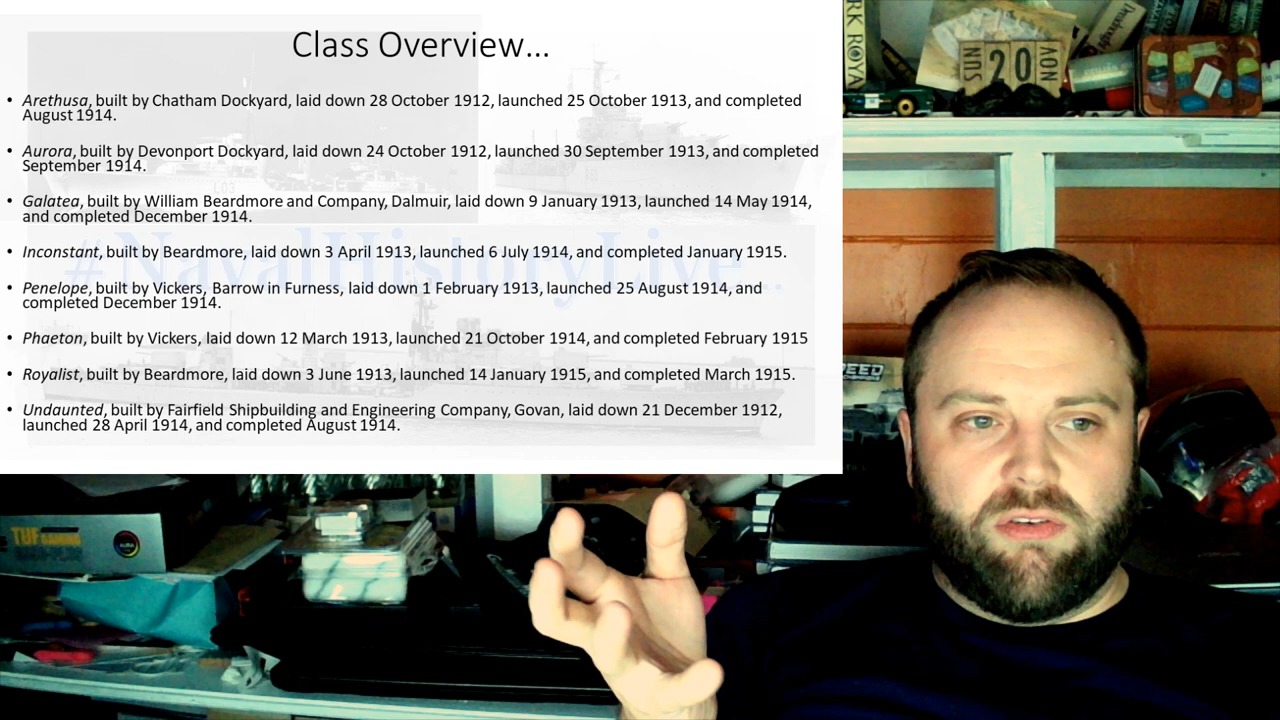 Class Overview...
• Arethusa, built by Chatham Dockyard, laid down 28 October 1912, launched 25 October 1913, and completed
August 1914.
• Aurora, built by Devonport Dockyard, laid down 24 October 1912, launched 30 September 1913, and completed
September 1914.
• Galatea, built by William Beardmore and Company, Dalmuir, laid down 9 January 1913, launched 14 May 1914,
and completed December 1914.
• Inconstant, built by Beardmore, laid down 3 April 1913, launched 6 July 1914, and completed January 1915.
#NavalHistoryLive...
• Penelope, built by Vickers, Barrow in Furness, laid down 1 February 1913, launched 25 August 1914, and
completed December 1914.
• Phaeton, built by Vickers, laid down 12 March 1913, launched 21 October 1914, and completed February 1915
• Royalist, built by Beardmore, laid down 3 June 1913, launched 14 January 1915, and completed March 1915.
• Undaunted, built by Fairfield Shipbuilding and Engineering Company, Govan, laid down 21 December 1912,
launched 28 April 1914, and completed August 1914.
RK ROYA
SUN
20
NOV
EED
TUF GAMING